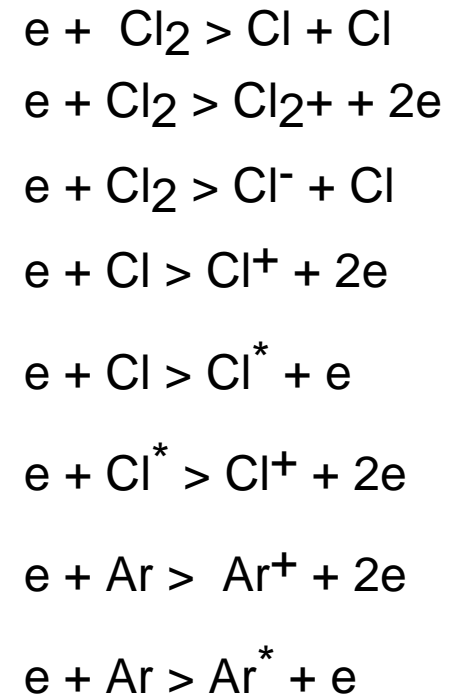 e + Cl₂ > Cl + Cl
e + Cl₂ > Cl₂+ + 2e
e + Cl₂ > Cl⁻ + Cl
e + Cl > Cl⁺ + 2e
e + Cl > Cl* + e
e + Cl* > Cl⁺ + 2e
e + Ar > Ar⁺ + 2e
e + Ar > Ar* + e